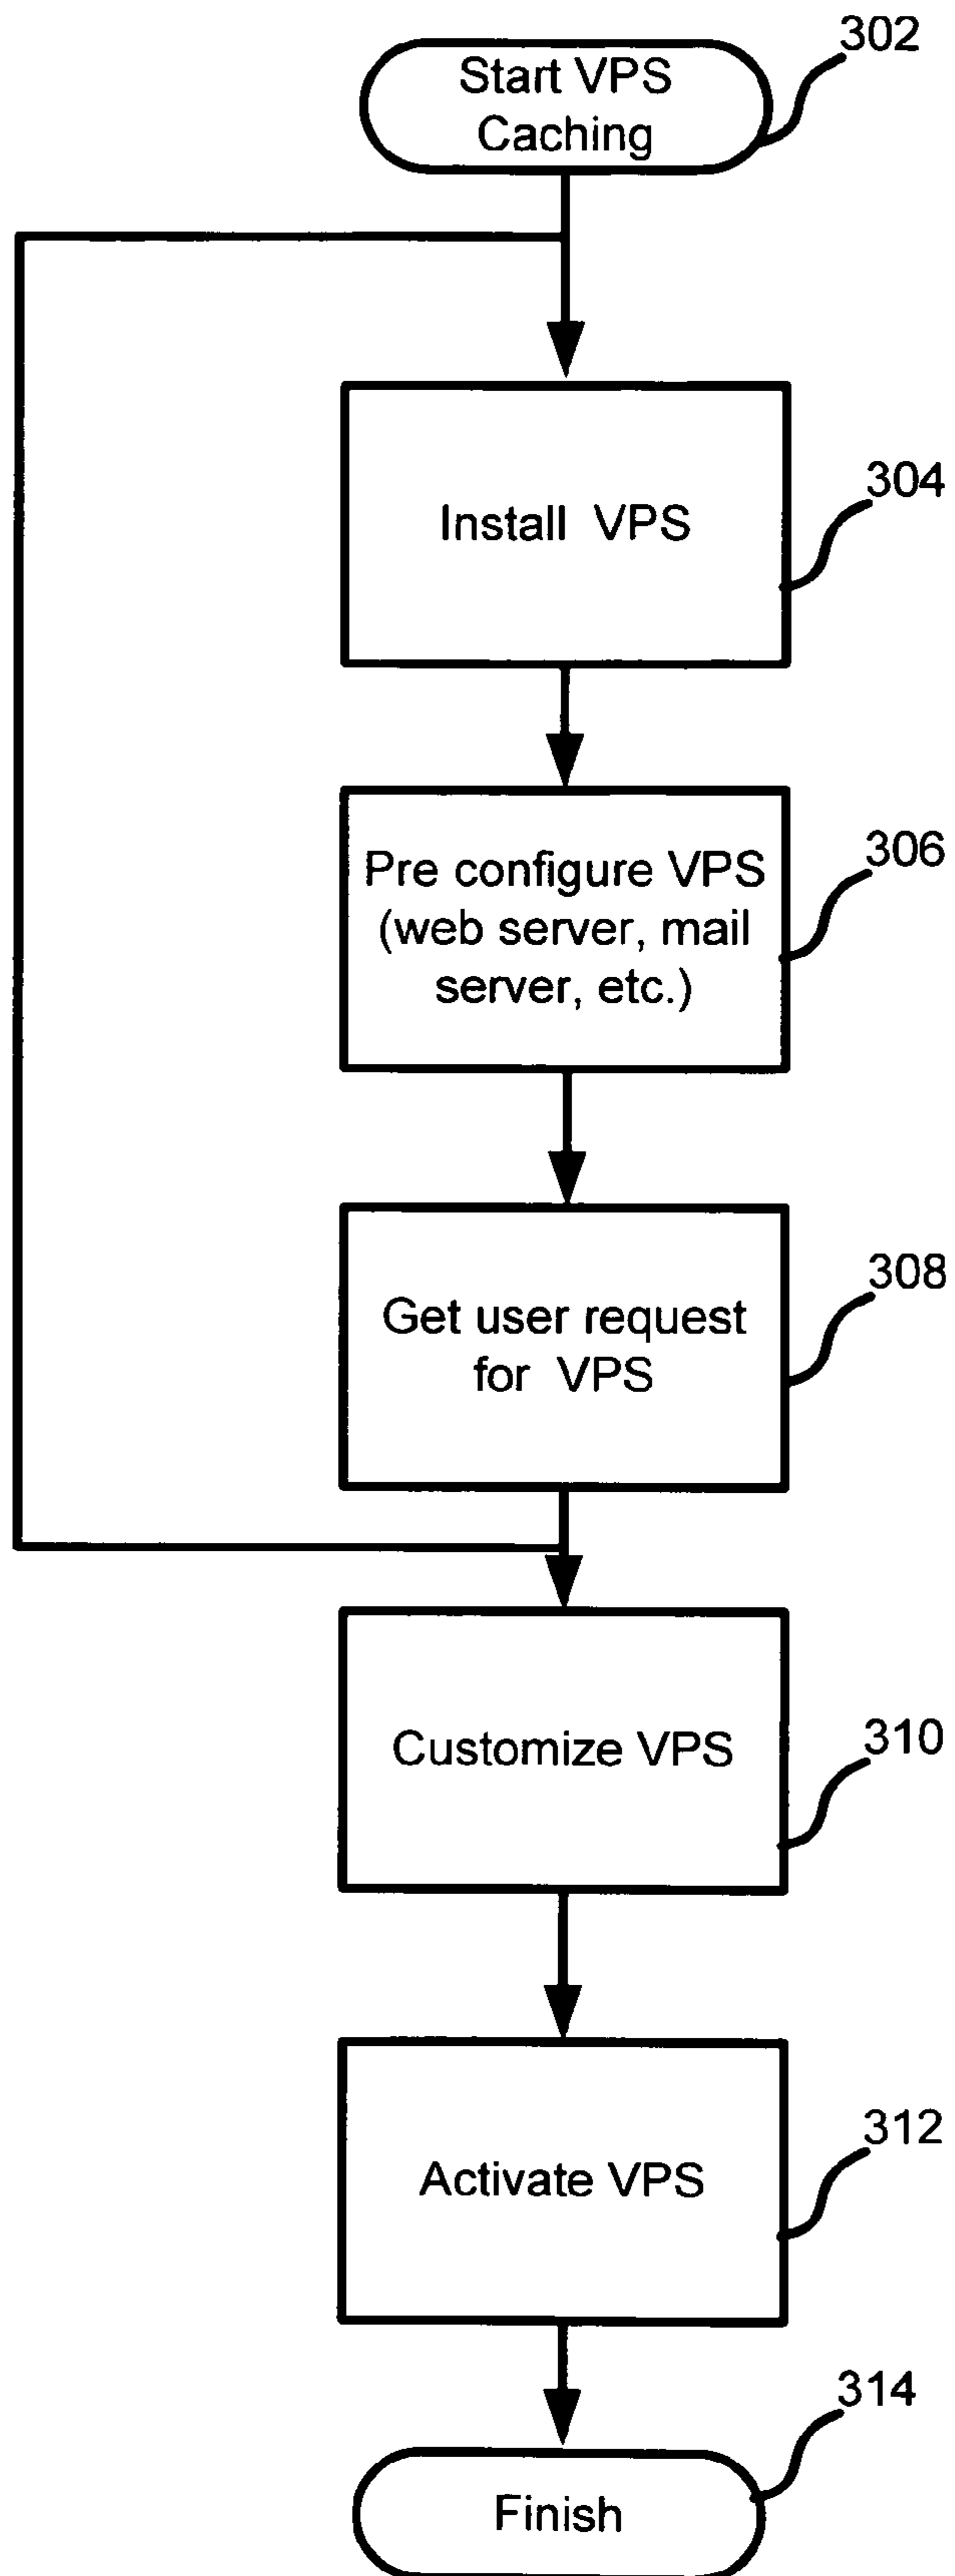 302
Start VPS
Caching
304
Install VPS
306
Pre configure VPS
(web server, mail
server, etc.)
308
Get user request
for VPS
310
Customize VPS
312
Activate VPS
314
Finish